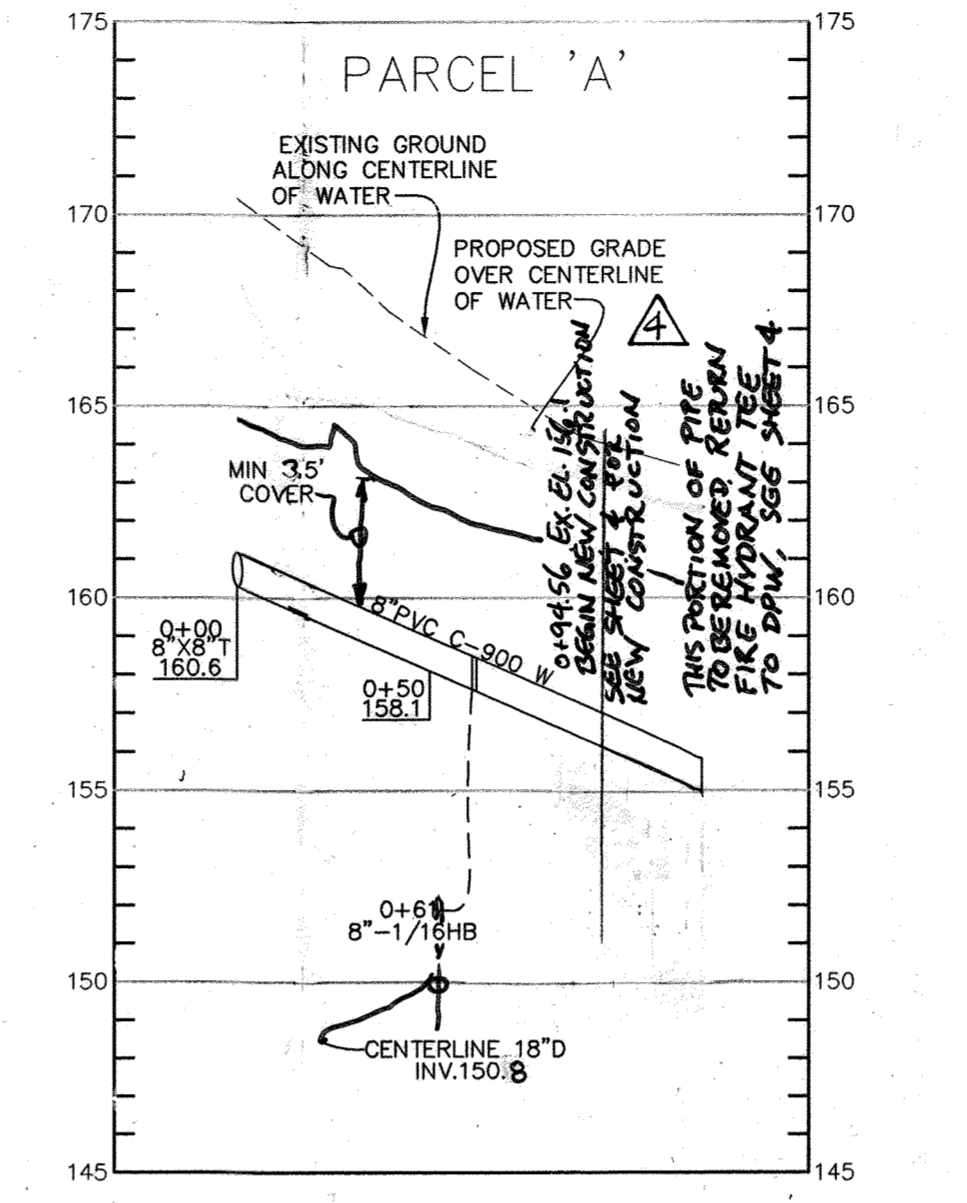 175
175
PARCEL 'A'
EXISTING GROUND
ALONG CENTERLINE
OF WATER
170
170
PROPOSED GRADE
OVER CENTERLINE
OF WATER
4
165
165
MIN 3.5'
COVER
0+94.56 EX. EL. 156.1
BEGIN NEW CONSTRUCTION
SEE SHEET 4 FOR
NEW CONSTRUCTION
THIS PORTION OF PIPE
TO BE REMOVED. RETURN
FIRE HYDRANT TEE
TO DPW, SEE SHEET 4
160
160
8"PVC C-900 W
0+00
8"X8"T
160.6
0+50
158.1
155
155
0+61
8"-1/16HB
150
150
CENTERLINE 18"D
INV.150.8
145
145